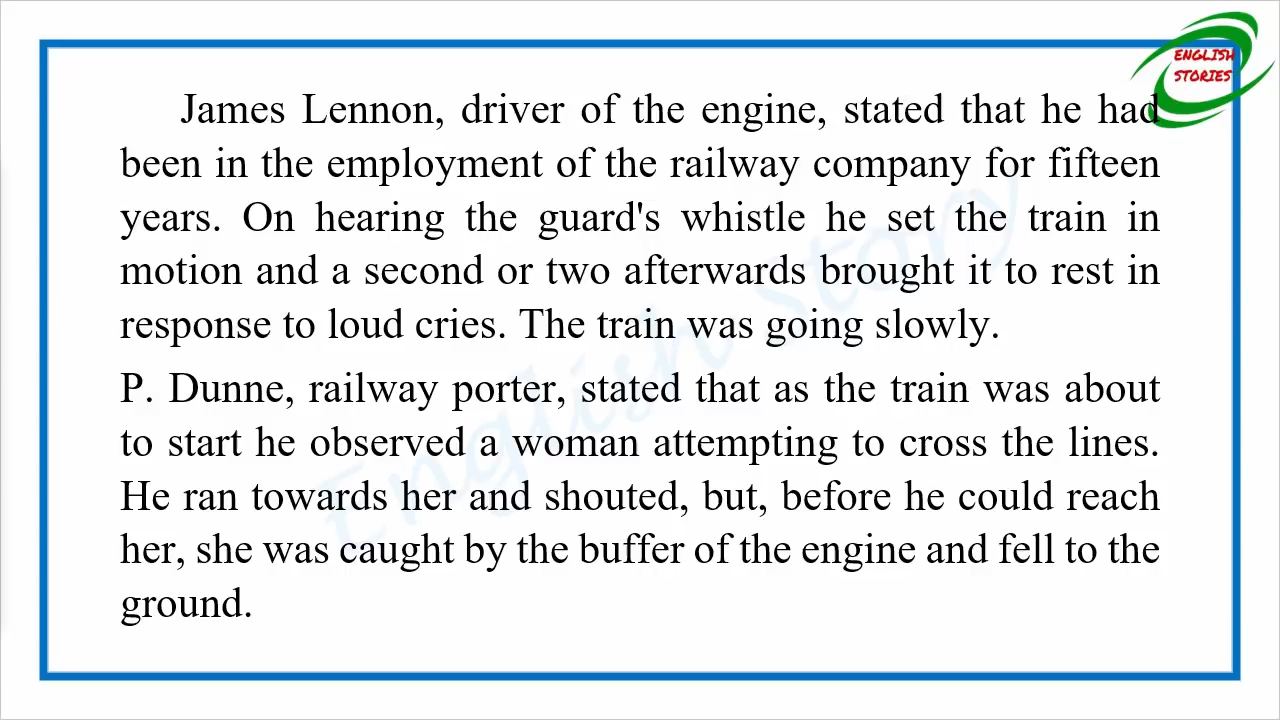 ENGLISH
STORIES
James Lennon, driver of the engine, stated that he had
been in the employment of the railway company for fifteen
years. On hearing the guard's whistle he set the train in
motion and a second or two afterwards brought it to rest in
response to loud cries. The train was going slowly.
P. Dunne, railway porter, stated that as the train was about
to start he observed a woman attempting to cross the lines.
He ran towards her and shouted, but, before he could reach
her, she was caught by the buffer of the engine and fell to the
ground.
English Story